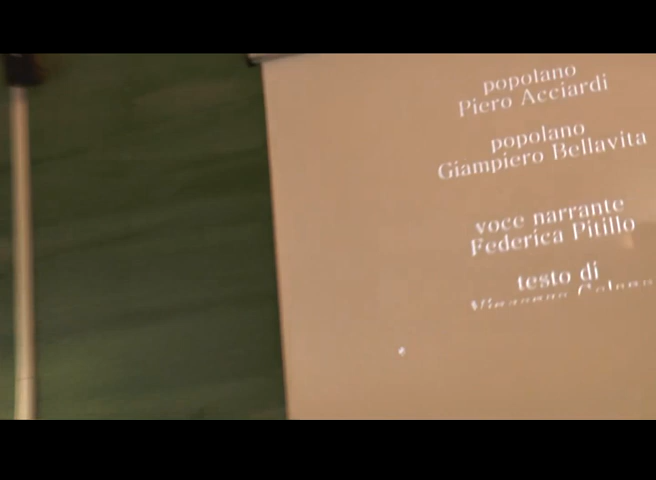 popolano
Piero Acciardi
popolano
Giampiero Bellavita
voce narrante
Federica Pitillo
testo di